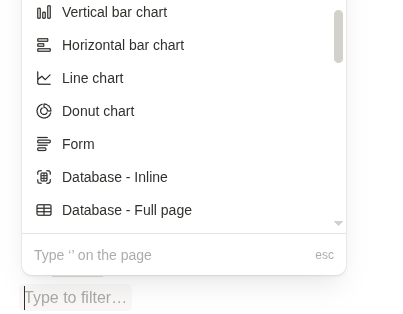 Vertical bar chart
Horizontal bar chart
Line chart
Donut chart
Form
Database - Inline
Database - Full page
Type '/' on the page esc
Type to filter...